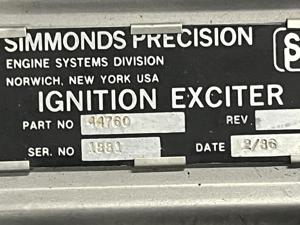 SIMMONDS PRECISION
ENGINE SYSTEMS DIVISION
NORWICH, NEW YORK USA
IGNITION EXCITER
PART NO 44760 REV.
SER. NO 1881 DATE 2/86